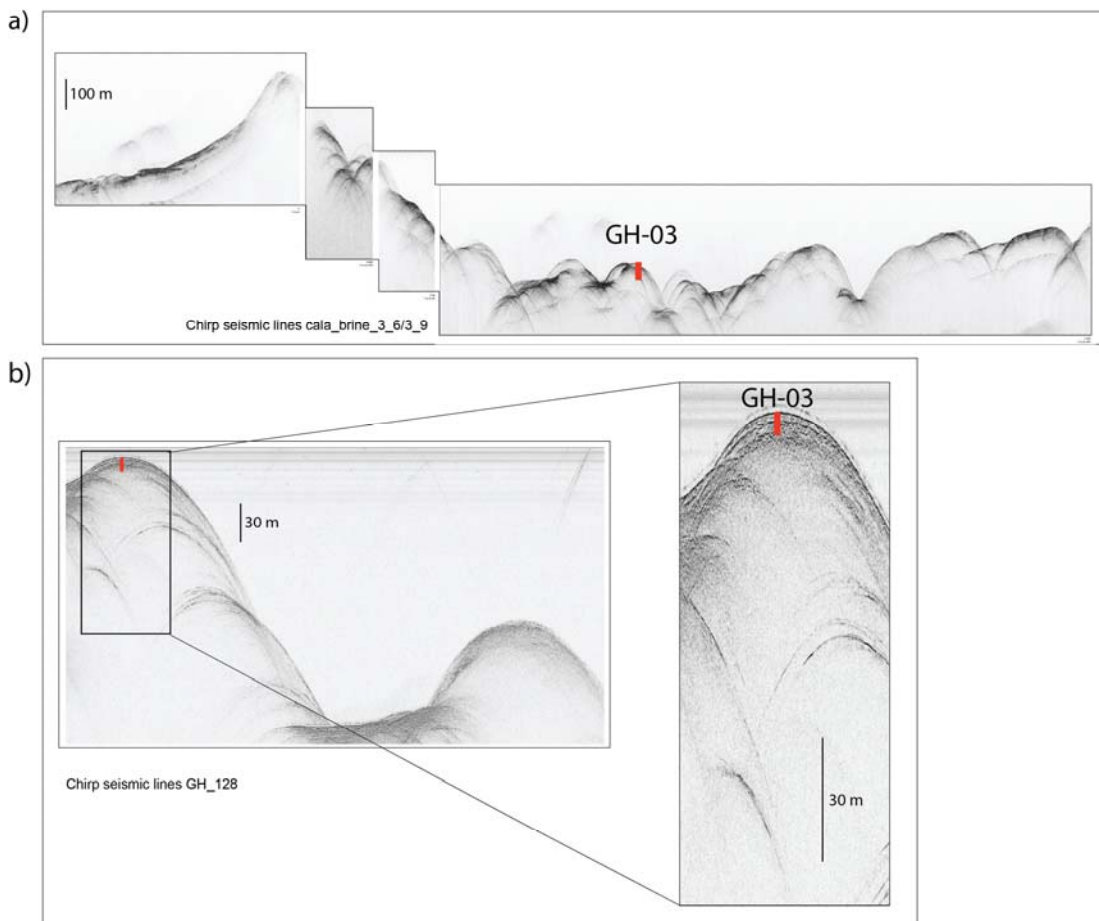 a)
100 m
GH-03
Chirp seismic lines cala_brine_3_6/3_9
b)
GH-03
30 m
30 m
Chirp seismic lines GH_128